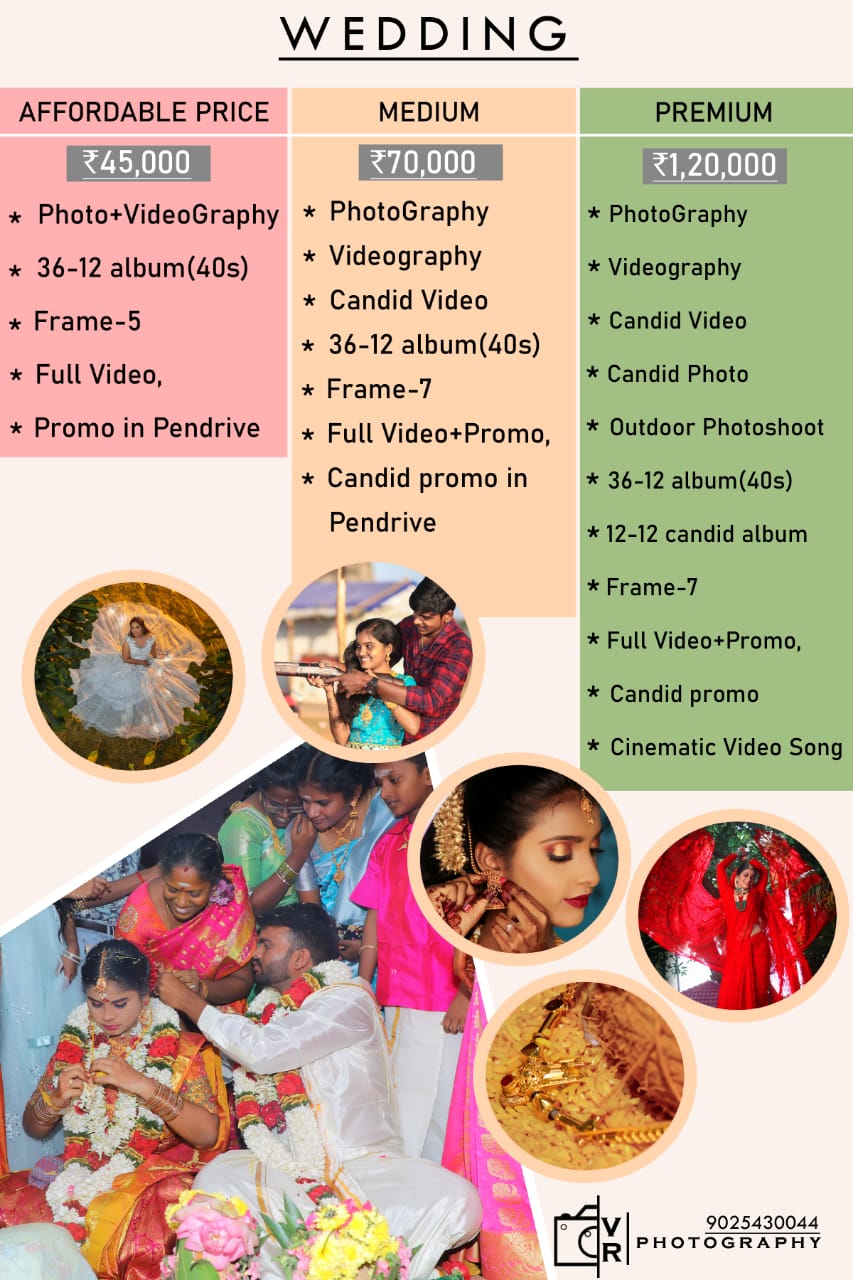 WEDDING
AFFORDABLE PRICE
₹45,000
* Photo+VideoGraphy
* 36-12 album(40s)
* Frame-5
* Full Video,
* Promo in Pendrive
MEDIUM
₹70,000
* PhotoGraphy
* Videography
* Candid Video
* 36-12 album(40s)
* Frame-7
* Full Video+Promo,
* Candid promo in
Pendrive
PREMIUM
₹1,20,000
* PhotoGraphy
* Videography
* Candid Video
* Candid Photo
* Outdoor Photoshoot
* 36-12 album(40s)
* 12-12 candid album
* Frame-7
* Full Video+Promo,
* Candid promo
* Cinematic Video Song
VR
9025430044
PHOTOGRAPHY